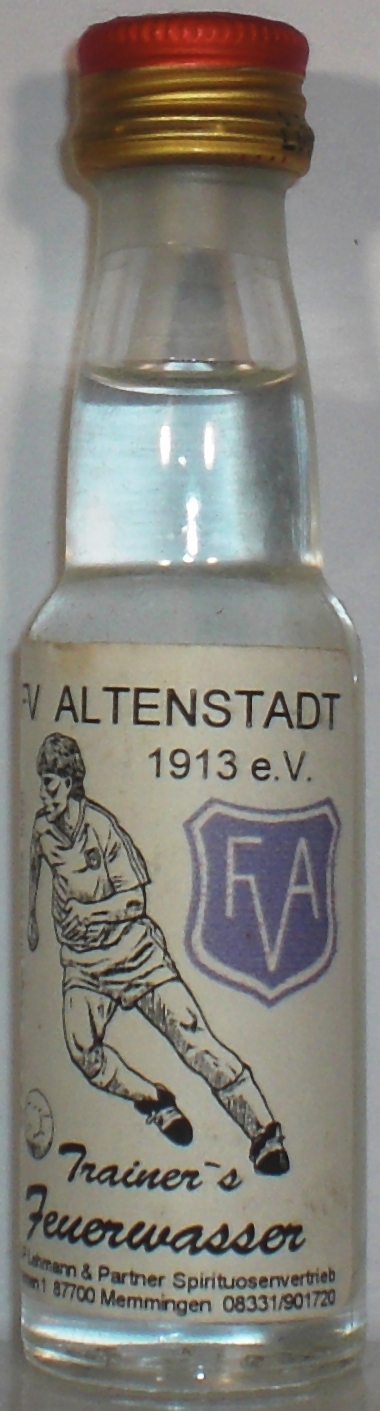 FV ALTENSTADT
1913 e.V.
FVA
Trainer´s
Feuerwasser
Lehmann & Partner Spirituosenvertrieb
87700 Memmingen 08331/901720